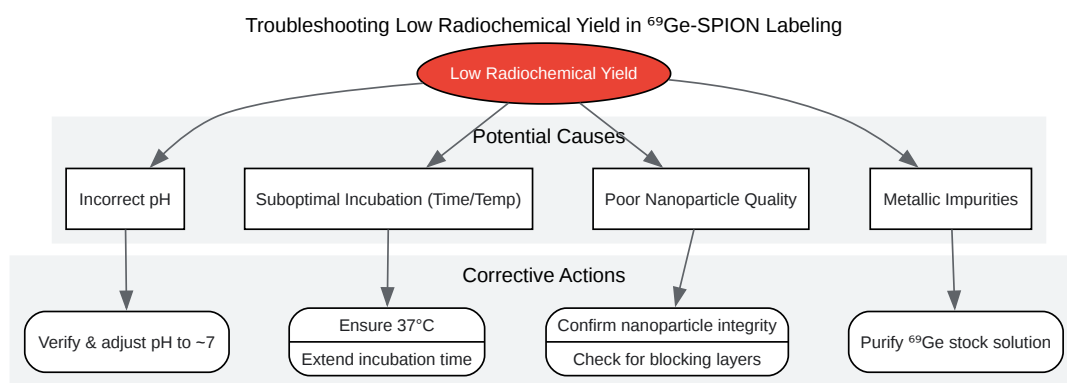 Troubleshooting Low Radiochemical Yield in ⁶⁹Ge-SPION Labeling
Low Radiochemical Yield
Potential Causes
Incorrect pH
Suboptimal Incubation (Time/Temp)
Poor Nanoparticle Quality
Metallic Impurities
Corrective Actions
Verify & adjust pH to ~7
Ensure 37°C
Extend incubation time
Confirm nanoparticle integrity
Check for blocking layers
Purify ⁶⁹Ge stock solution